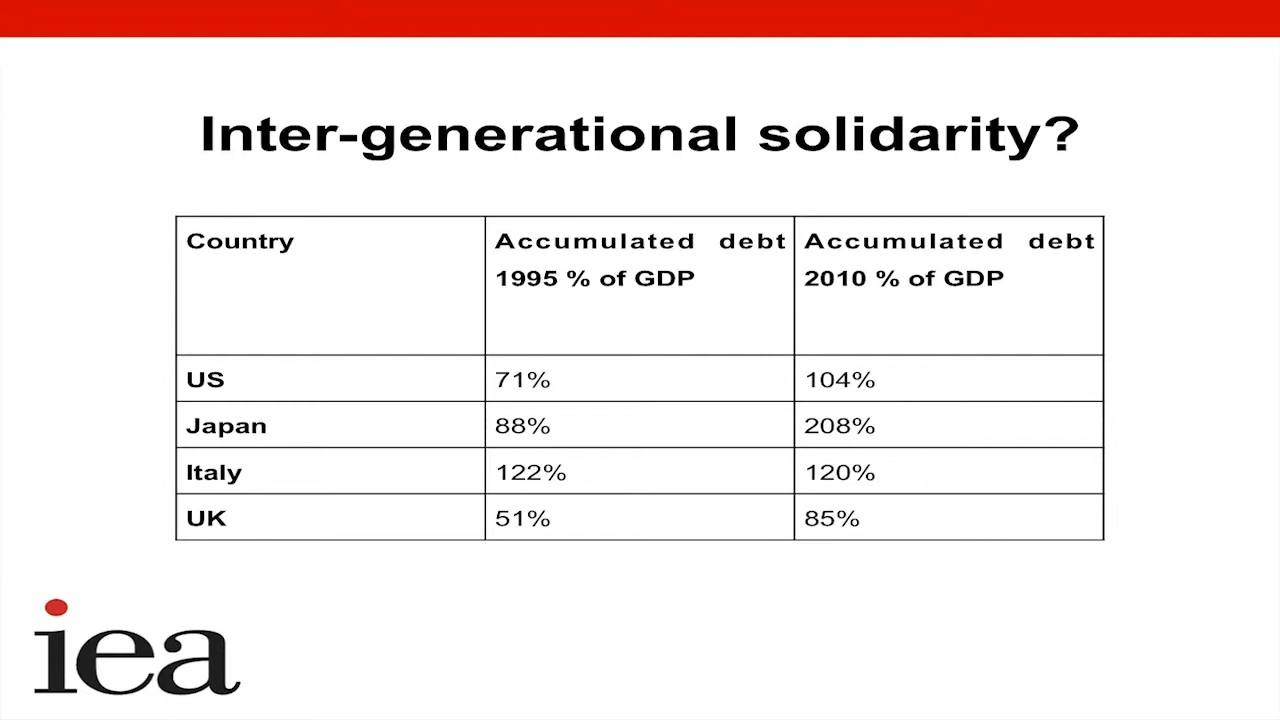 Inter-generational solidarity?
Country
Accumulated debt
1995 % of GDP
Accumulated debt
2010 % of GDP
US 71% 104%
Japan 88% 208%
Italy 122% 120%
UK 51% 85%
iea